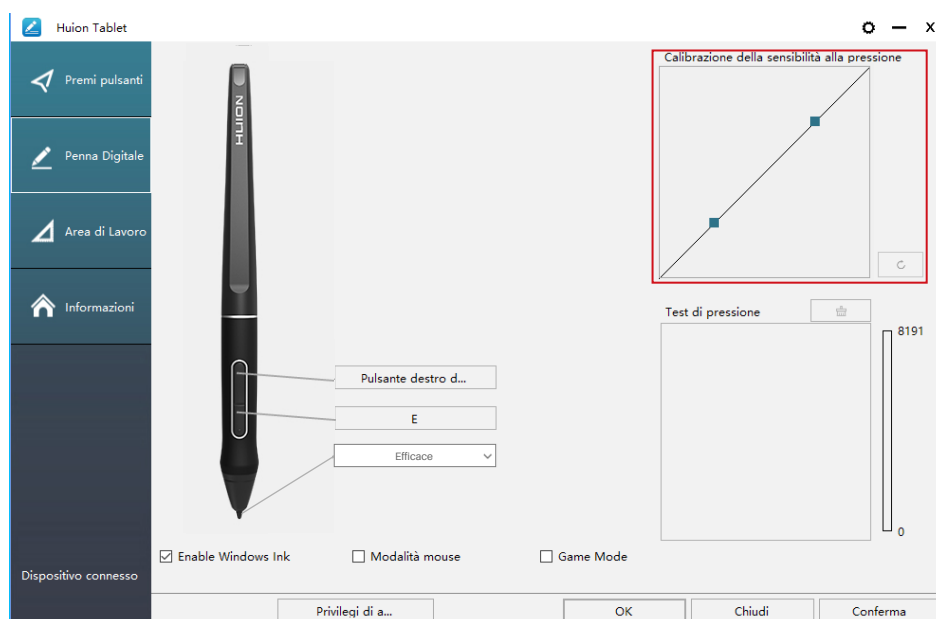 Huion Tablet
Premi pulsanti
Penna Digitale
Area di Lavoro
Informazioni
Dispositivo connesso
HUION
Pulsante destro d...
E
Efficace
Enable Windows Ink
Modalità mouse
Game Mode
Calibrazione della sensibilità alla pressione
Test di pressione
8191
0
Privilegi di a...
OK
Chiudi
Conferma